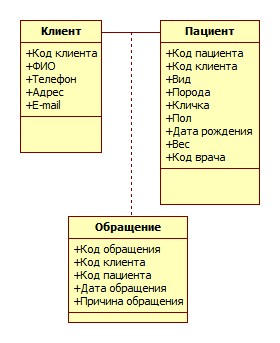 Клиент
+Код клиента
+ФИО
+Телефон
+Адрес
+E-mail
Пациент
+Код пациента
+Код клиента
+Вид
+Порода
+Кличка
+Пол
+Дата рождения
+Вес
+Код врача
Обращение
+Код обращения
+Код клиента
+Код пациента
+Дата обращения
+Причина обращения